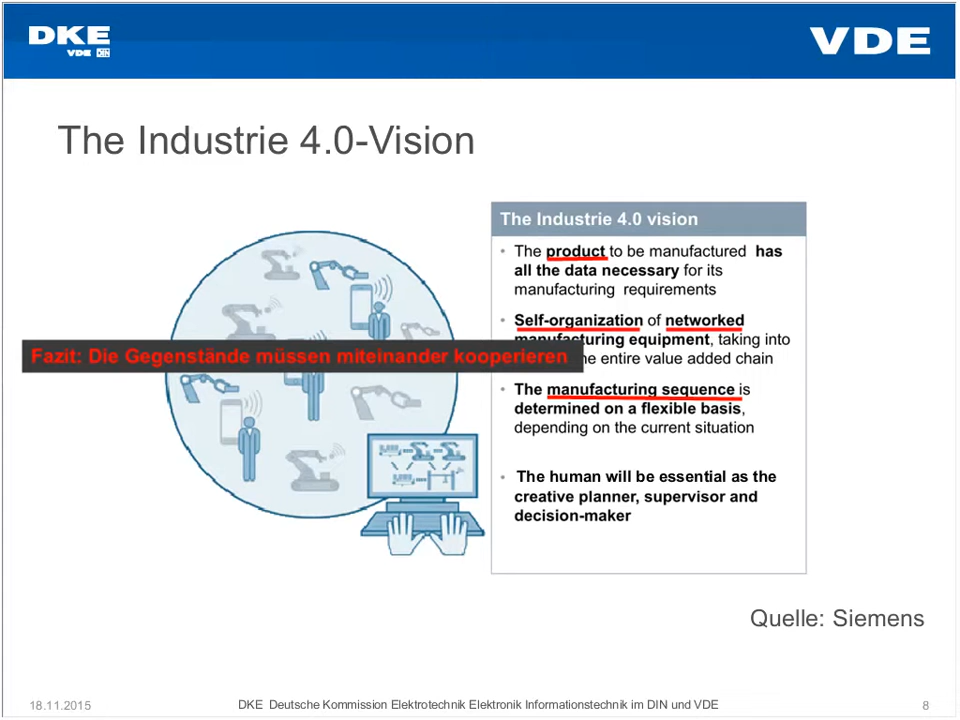 DKE
VDE DIN
VDE
The Industrie 4.0-Vision
The Industrie 4.0 vision
• The product to be manufactured has
all the data necessary for its
manufacturing requirements
• Self-organization of networked
manufacturing equipment, taking into
the entire value added chain
Fazit: Die Gegenstände müssen miteinander kooperieren
• The manufacturing sequence is
determined on a flexible basis,
depending on the current situation
• The human will be essential as the
creative planner, supervisor and
decision-maker
Quelle: Siemens
18.11.2015
DKE Deutsche Kommission Elektrotechnik Elektronik Informationstechnik im DIN und VDE
8